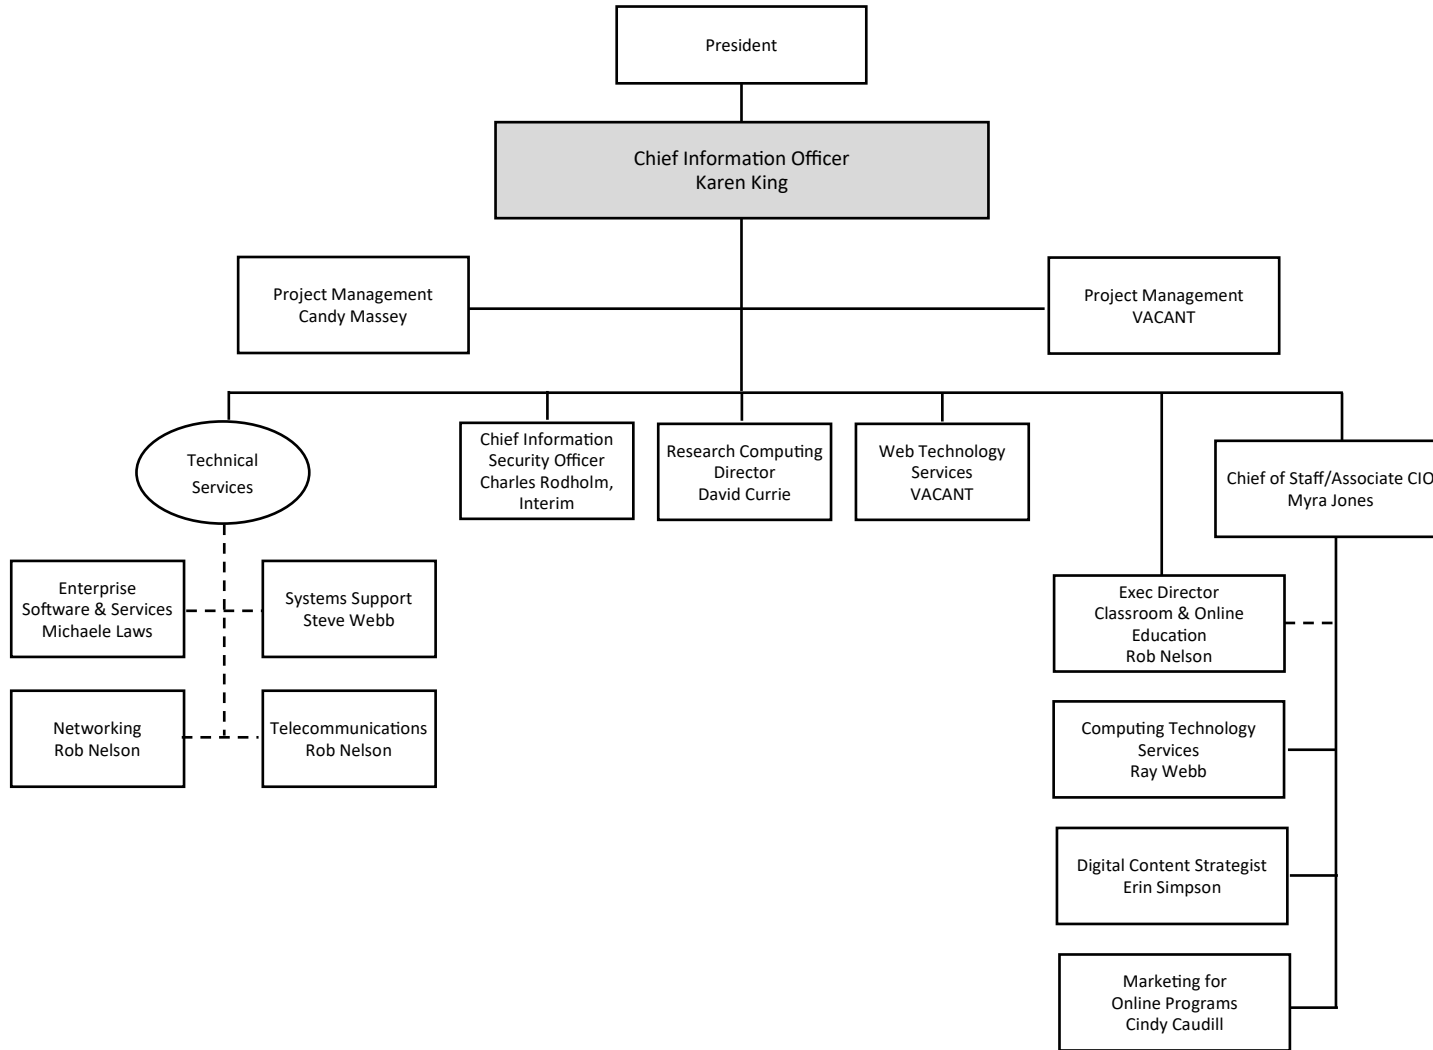 President
Chief Information Officer
Karen King
Project Management
Candy Massey
Project Management
VACANT
Technical
Services
Chief Information
Security Officer
Charles Rodholm,
Interim
Research Computing
Director
David Currie
Web Technology
Services
VACANT
Chief of Staff/Associate CIO
Myra Jones
Enterprise
Software & Services
Michaele Laws
Systems Support
Steve Webb
Exec Director
Classroom & Online
Education
Rob Nelson
Networking
Rob Nelson
Telecommunications
Rob Nelson
Computing Technology
Services
Ray Webb
Digital Content Strategist
Erin Simpson
Marketing for
Online Programs
Cindy Caudill